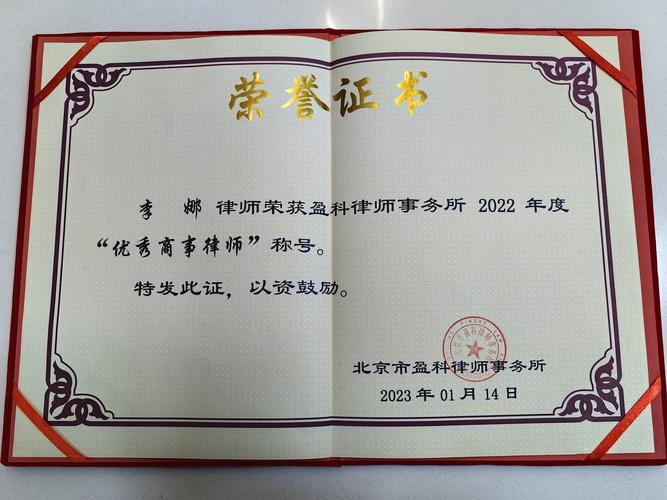 荣誉证书
李 娜 律师荣获盈科律师事务所 2022 年度
“优秀商事律师”称号。
特发此证，以资鼓励。
北京市盈科律师事务所
2023 年 01 月 14 日